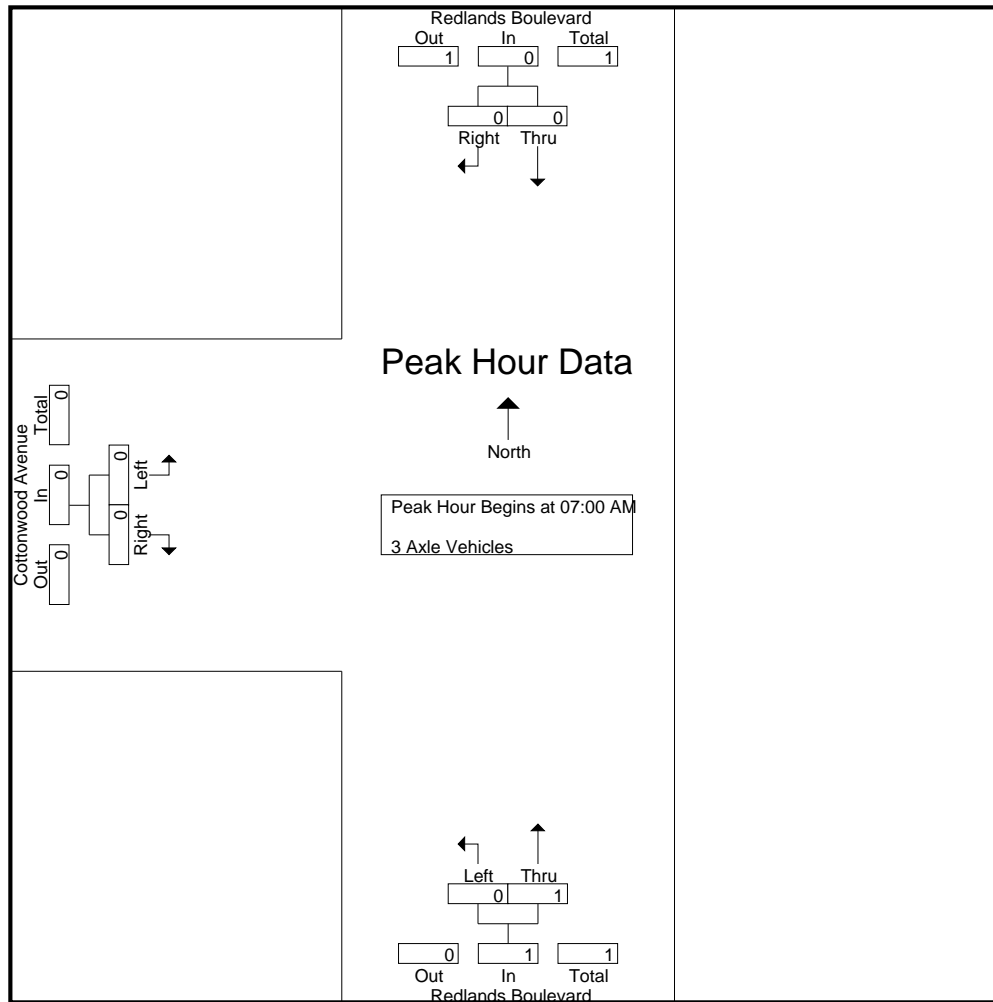 Redlands Boulevard
Out In Total
1 0 1
0 0
Right Thru
Peak Hour Data
North
Peak Hour Begins at 07:00 AM
3 Axle Vehicles
Cottonwood Avenue
Out In Total
0 0 0
Right Left
0 0
Left Thru
0 1
0 1 1
Out In Total
Redlands Boulevard